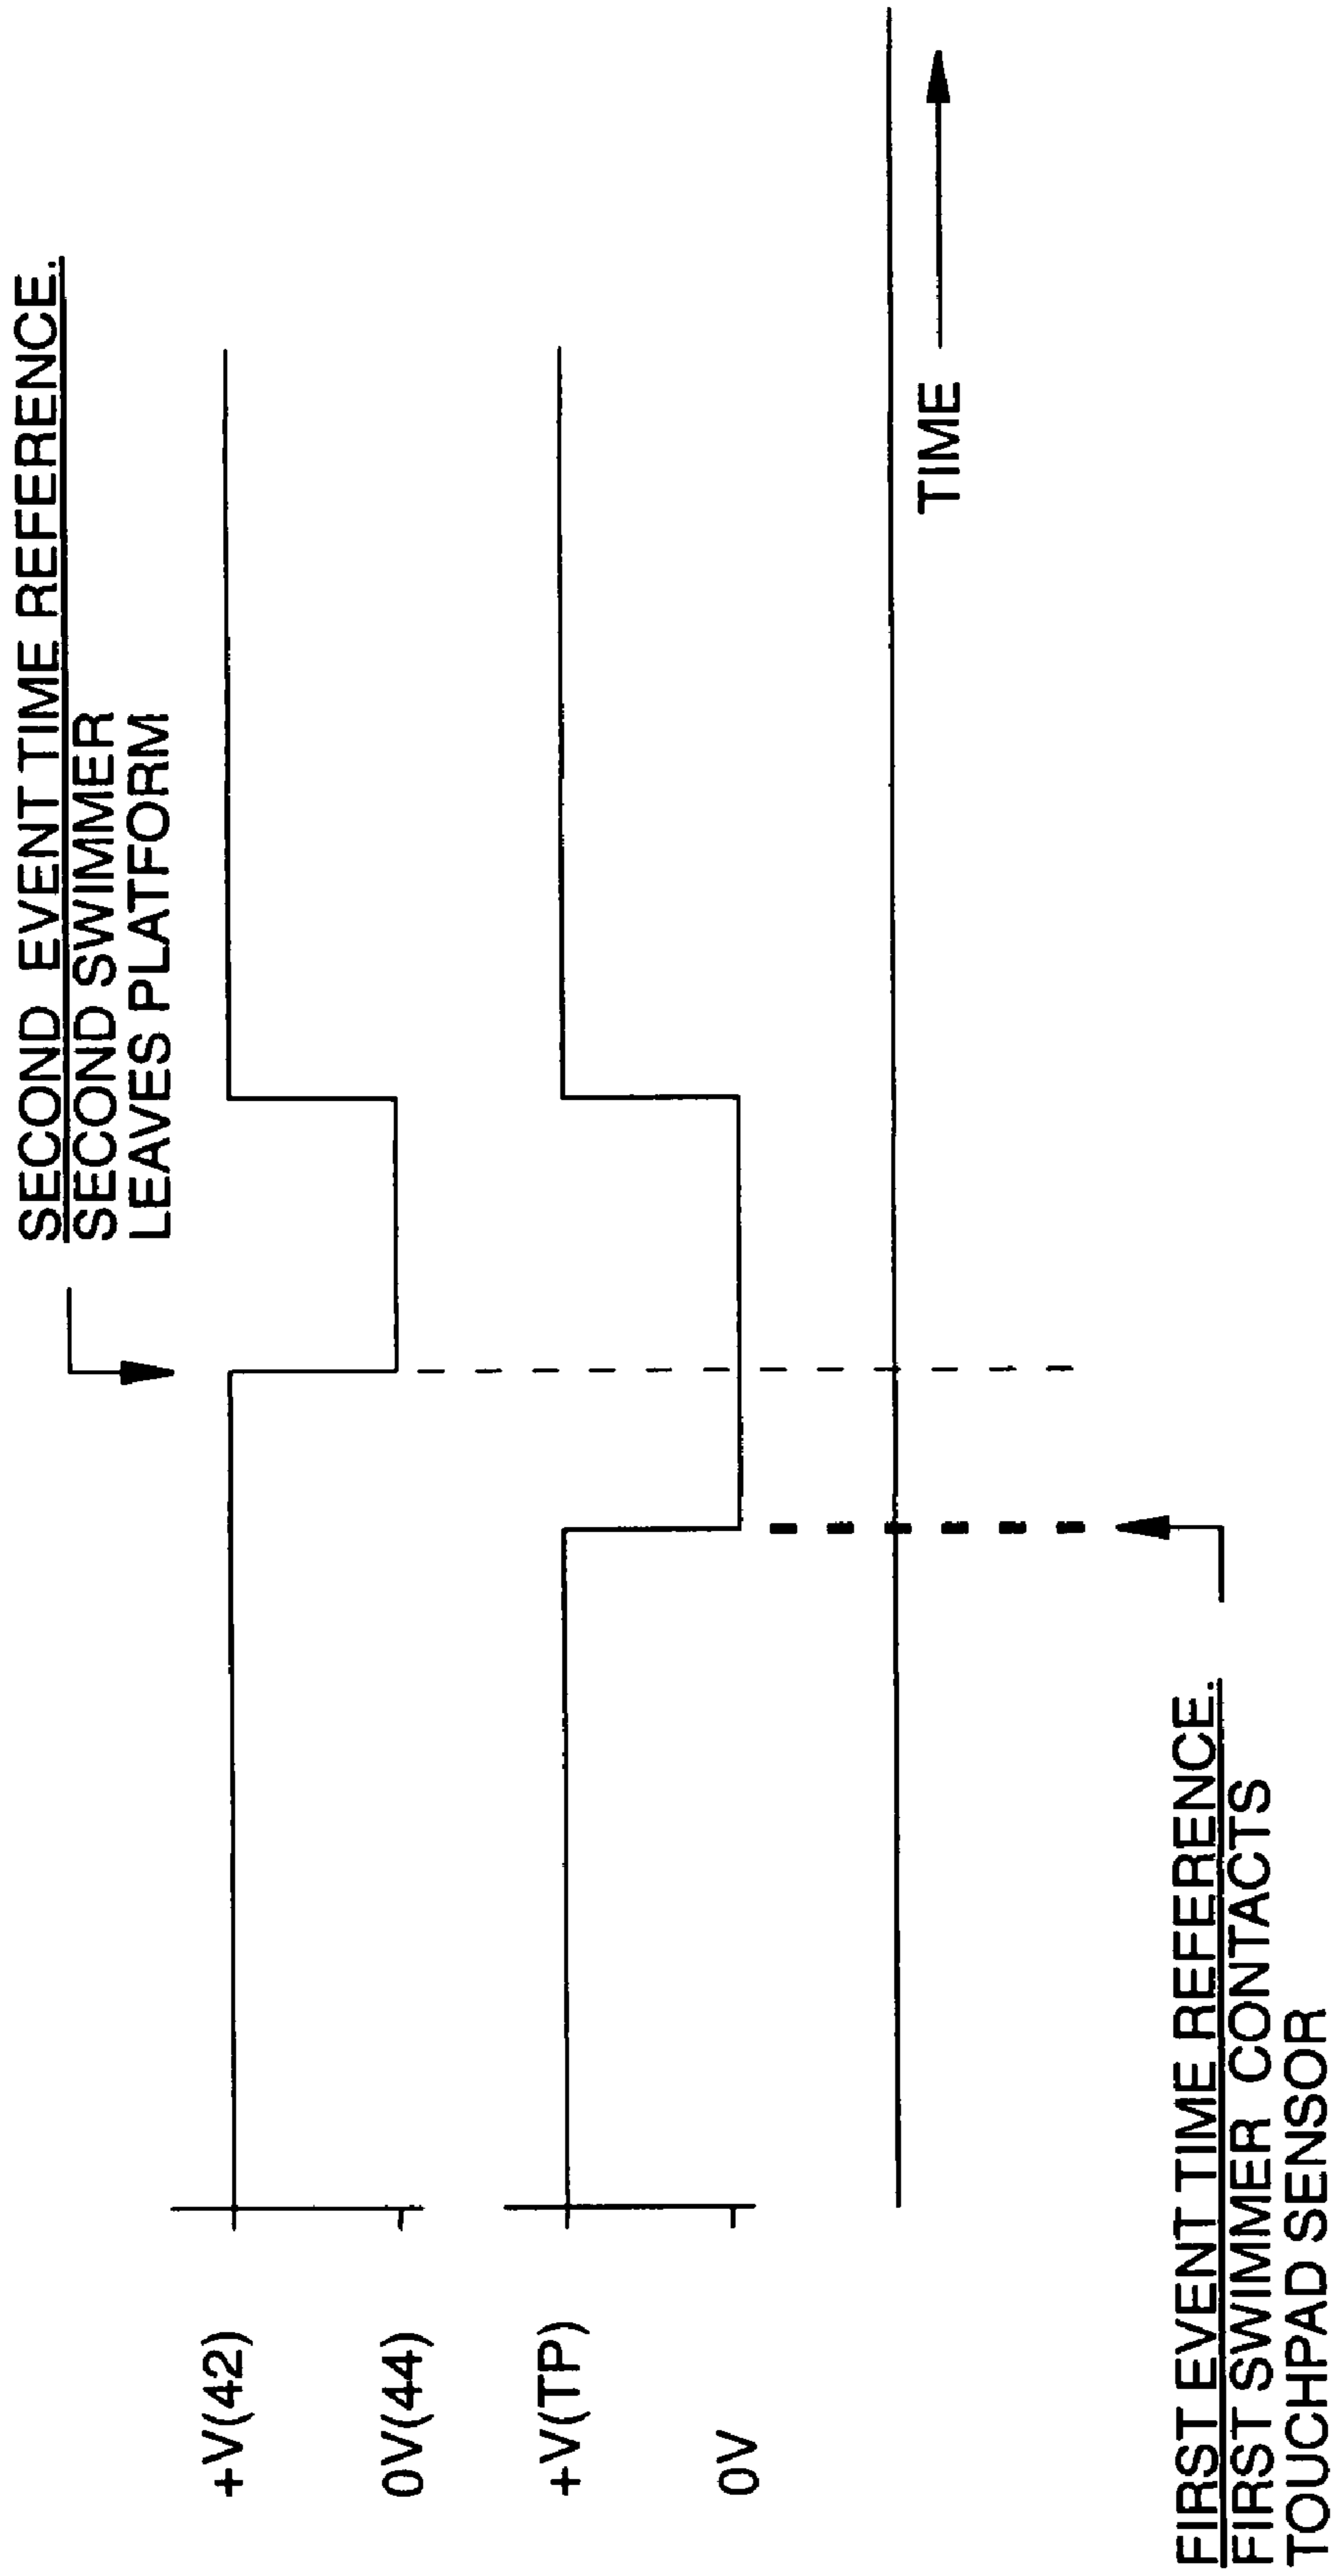 SECOND EVENT TIME REFERENCE.
SECOND SWIMMER
LEAVES PLATFORM
+V(42)
0V(44)
+V(TP)
0V
TIME
FIRST EVENT TIME REFERENCE.
FIRST SWIMMER CONTACTS
TOUCHPAD SENSOR